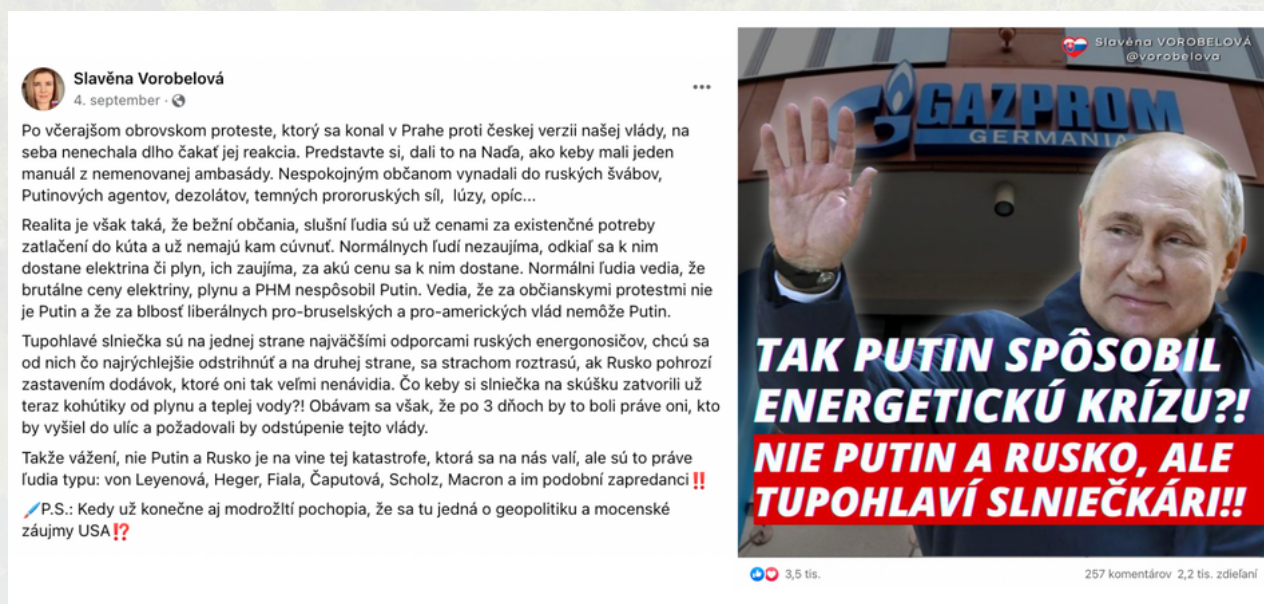 Slavěna Vorobelová
4. september
Po včerajšom obrovskom proteste, ktorý sa konal v Prahe proti českej verzii našej vlády, na
seba nenechala dlho čakať jej reakcia. Predstavte si, dali to na Naďa, ako keby mali jeden
manuál z nemenovanej ambasády. Nespokojným občanom vynadali do ruských švábov,
Putinových agentov, dezolátov, temných prororuských síl, lúzy, opíc...
Realita je však taká, že bežní občania, slušní ľudia sú už cenami za existenčné potreby
zatlačení do kúta a už nemajú kam cúvnuť. Normálnych ľudí nezaujíma, odkiaľ sa k nim
dostane elektrina či plyn, ich zaujíma, za akú cenu sa k nim dostane. Normálni ľudia vedia, že
brutálne ceny elektriny, plynu a PHM nespôsobil Putin. Vedia, že za občianskymi protestmi nie
je Putin a že za blbosť liberálnych pro-bruselských a pro-amerických vlád nemôže Putin.
Tupohlavé slniečka sú na jednej strane najväčšími odporcami ruských energonosičov, chcú sa
od nich čo najrýchlejšie odstrihnúť a na druhej strane, sa strachom roztrasú, ak Rusko pohrozí
zastavením dodávok, ktoré oni tak veľmi nenávidia. Čo keby si slniečka na skúšku zatvorili už
teraz kohútiky od plynu a teplej vody?! Obávam sa však, že po 3 dňoch by to boli práve oni, kto
by vyšiel do ulíc a požadovali by odstúpenie tejto vlády.
Takže vážení, nie Putin a Rusko je na vine tej katastrofe, ktorá sa na nás valí, ale sú to práve
ľudia typu: von Leyenová, Heger, Fiala, Čaputová, Scholz, Macron a im podobní zapredanci‼️
🖊️P.S.: Kedy už konečne aj modrožltí pochopia, že sa tu jedná o geopolitiku a mocenské
záujmy USA⁉️
Slavěna VOROBELOVÁ
@vorobelova
GAZPROM
GERMANIA
TAK PUTIN SPÔSOBIL
ENERGETICKÚ KRÍZU?!
NIE PUTIN A RUSKO, ALE
TUPOHLAVÍ SLNIEČKÁRI!!
3,5 tis.
257 komentárov 2,2 tis. zdieľaní